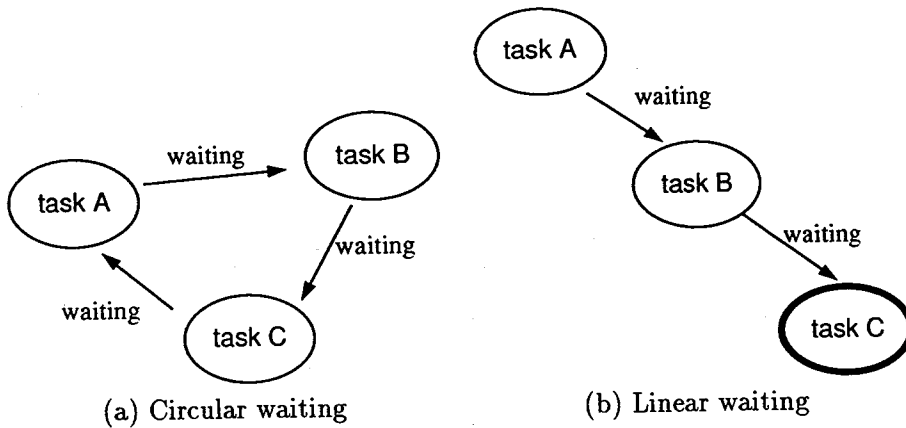 task A
waiting
task B
waiting
task C
waiting
(a) Circular waiting
task A
waiting
task B
waiting
task C
(b) Linear waiting